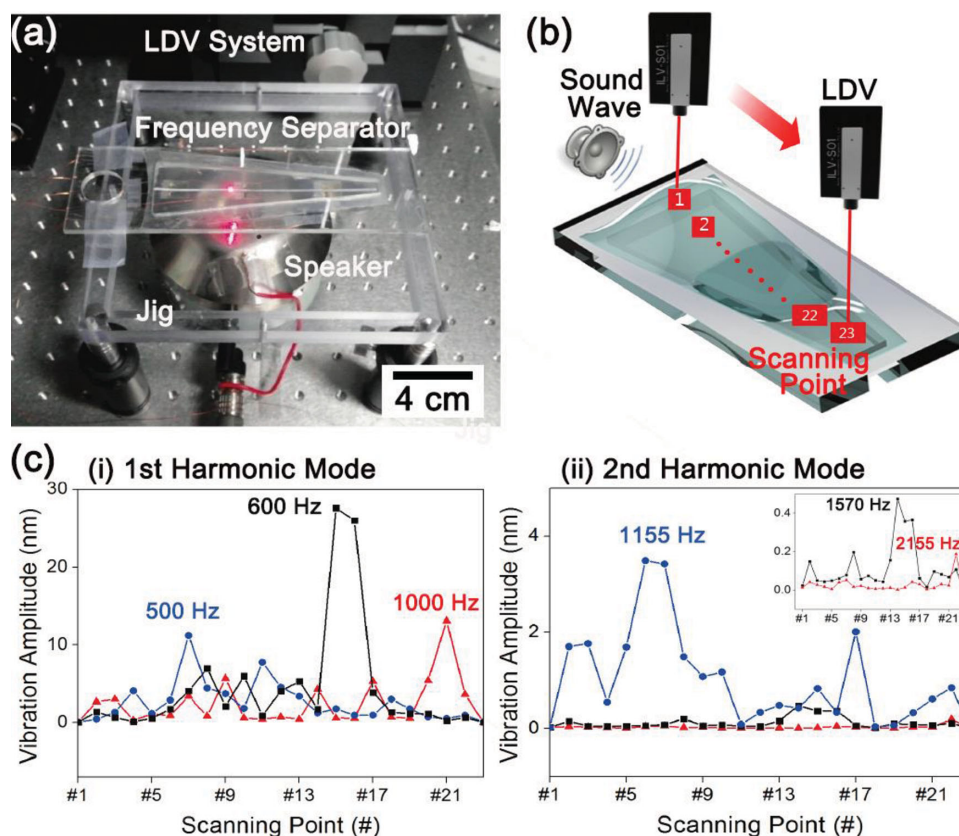 (a)
LDV System
Frequency Separator
Speaker
Jig
4 cm
(b)
Sound
Wave
ILV-S01
LDV
ILV-S01
1
2
22
23
Scanning
Point
(c)
(i) 1st Harmonic Mode
30
20
10
0
Vibration Amplitude (nm)
600 Hz
500 Hz
1000 Hz
#1 #5 #9 #13 #17 #21
Scanning Point (#)
(ii) 2nd Harmonic Mode
4
2
0
Vibration Amplitude (nm)
1155 Hz
0.4
0.2
0.0
1570 Hz
2155 Hz
#1 #5 #9 #13 #17 #21
#1 #5 #9 #13 #17 #21
Scanning Point (#)